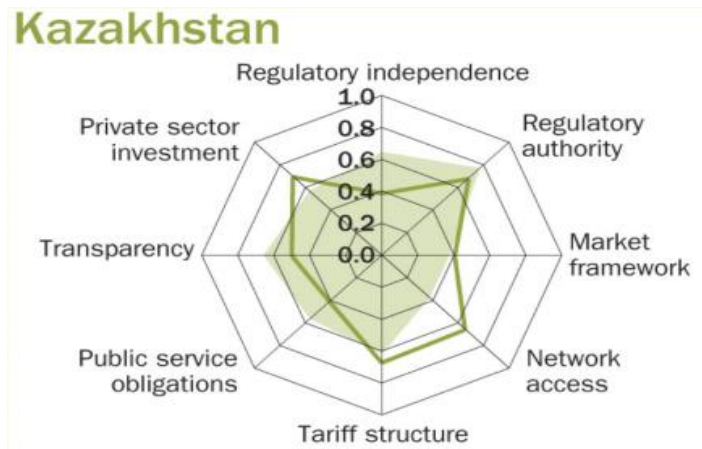 Kazakhstan
Regulatory independence
1.0
0.8
0.6
0.4
0.2
0.0
Regulatory
authority
Market
framework
Network
access
Tariff structure
Public service
obligations
Transparency
Private sector
investment